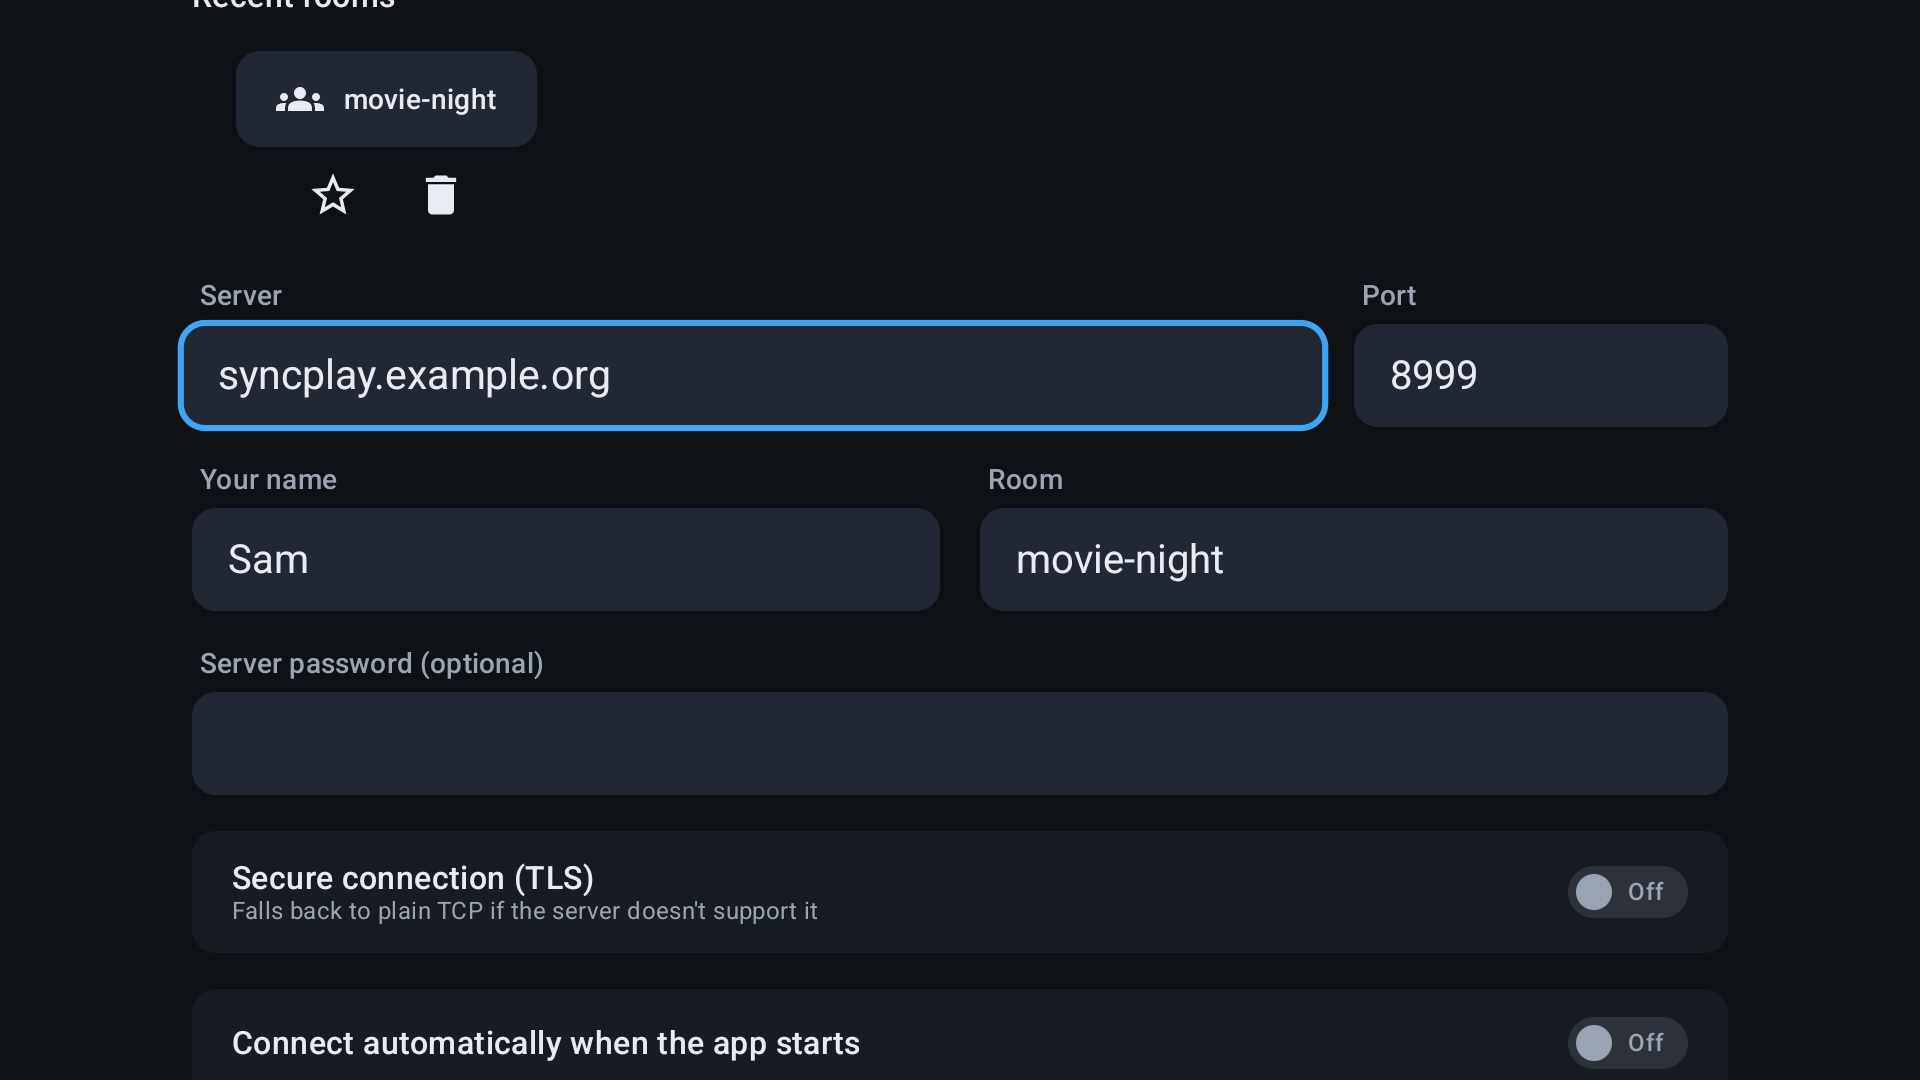 Recent rooms
movie-night
Server
Port
syncplay.example.org
8999
Your name
Room
Sam
movie-night
Server password (optional)
Secure connection (TLS)
Falls back to plain TCP if the server doesn't support it
Off
Connect automatically when the app starts
Off